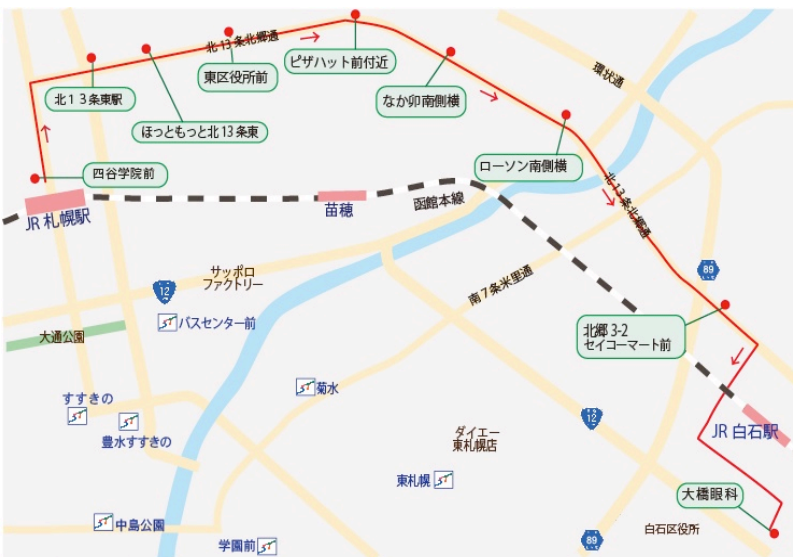 北13条北郷通
ピザハット前付近
東区役所前
北１３条東駅
ほっともっと北13条東
なか卯南側横
環状通
四谷学院前
ローソン南側横
JR 札幌駅
苗穂
函館本線
北13条北郷通
サッポロ
ファクトリー
12
バスセンター前
南7条米里通
89
大通公園
北郷 3-2
セイコーマート前
すすきの
豊水すすきの
菊水
ダイエー
東札幌店
12
JR 白石駅
東札幌
大橋眼科
中島公園
学園前
89
白石区役所